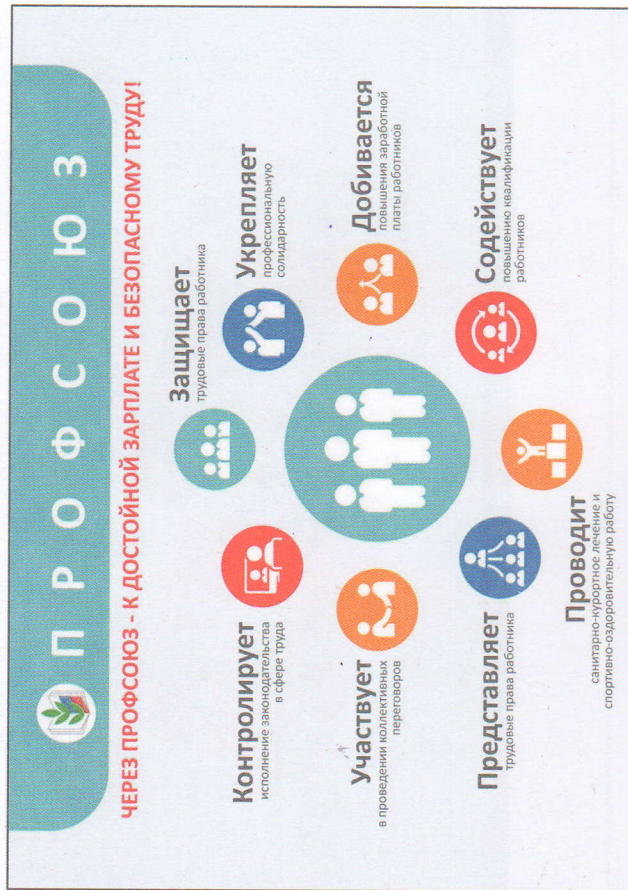 ПРОФСОЮЗ
ЧЕРЕЗ ПРОФСОЮЗ - К ДОСТОЙНОЙ ЗАРПЛАТЕ И БЕЗОПАСНОМУ ТРУДУ!
Защищает
трудовые права работника
Укрепляет
профессиональную
солидарность
Добивается
повышения заработной
платы работников
Содействует
повышению квалификации
работников
Проводит
санитарно-курортное лечение и
спортивно-оздоровительную работу
Представляет
трудовые права работника
Участвует
в проведении коллективных
переговоров
Контролирует
исполнение законодательства
в сфере труда